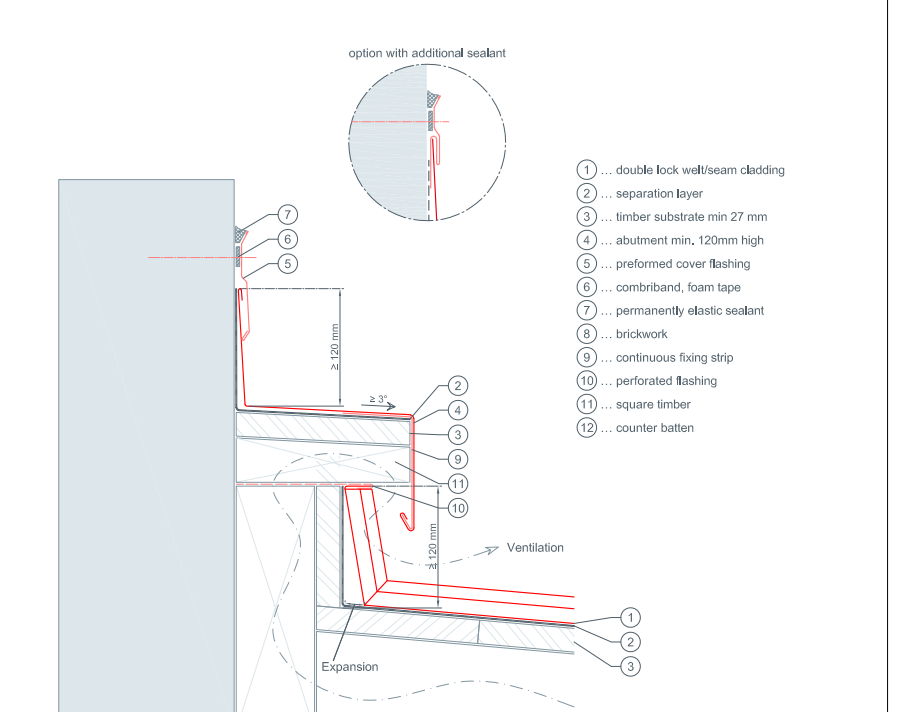 option with additional sealant
1 ... double lock welt/seam cladding
2 ... separation layer
3 ... timber substrate min 27 mm
4 ... abutment min. 120mm high
5 ... preformed cover flashing
6 ... combriband, foam tape
7 ... permanently elastic sealant
8 ... brickwork
9 ... continuous fixing strip
10 ... perforated flashing
11 ... square timber
12 ... counter batten
7
6
5
≥ 120 mm
≥ 3°
2
4
3
9
11
10
≥ 120 mm
Ventilation
1
2
3
Expansion